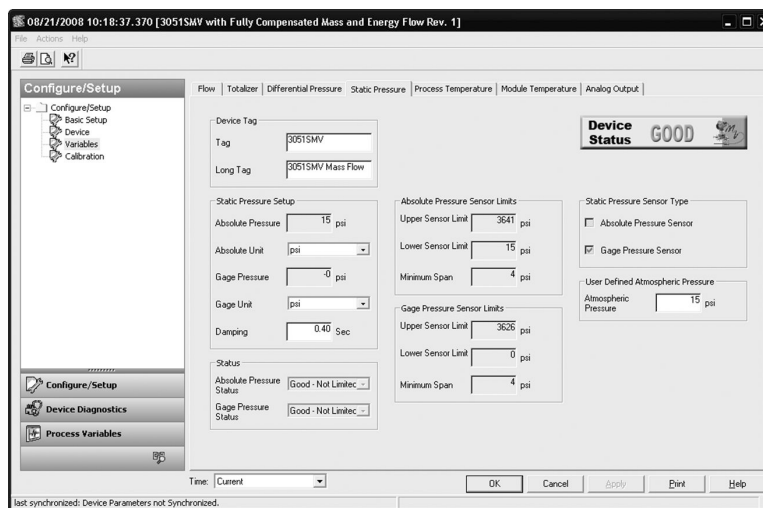 08/21/2008 10:18:37.370 [3051SMV with Fully Compensated Mass and Energy Flow Rev. 1]
File Actions Help
Configure/Setup
Configure/Setup
Basic Setup
Device
Variables
Calibration
Configure/Setup
Device Diagnostics
Process Variables
Flow Totalizer Differential Pressure Static Pressure Process Temperature Module Temperature Analog Output
Device Tag
Tag 3051SMV
Long Tag 3051SMV Mass Flow
Device Status GOOD
Static Pressure Setup
Absolute Pressure 15 psi
Absolute Unit psi
Gage Pressure -0 psi
Gage Unit psi
Damping 0.40 Sec
Status
Absolute Pressure Status Good - Not Limitec
Gage Pressure Status Good - Not Limitec
Absolute Pressure Sensor Limits
Upper Sensor Limit 3641 psi
Lower Sensor Limit 15 psi
Minimum Span 4 psi
Gage Pressure Sensor Limits
Upper Sensor Limit 3626 psi
Lower Sensor Limit 0 psi
Minimum Span 4 psi
Static Pressure Sensor Type
Absolute Pressure Sensor
Gage Pressure Sensor
User Defined Atmospheric Pressure
Atmospheric Pressure 15 psi
Time: Current
OK Cancel Apply Print Help
last synchronized: Device Parameters not Synchronized.